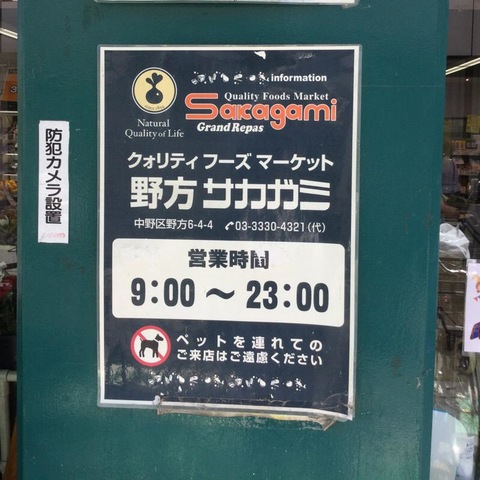 information
Quality Foods Market
Sakagami
Grand Repas
Natural
Quality of Life
クォリティ フーズ マーケット
野方 サカガミ
中野区野方6-4-4 03-3330-4321(代)
営業時間
9:00 〜 23:00
ペットを連れての
ご来店はご遠慮ください
防犯カメラ設置